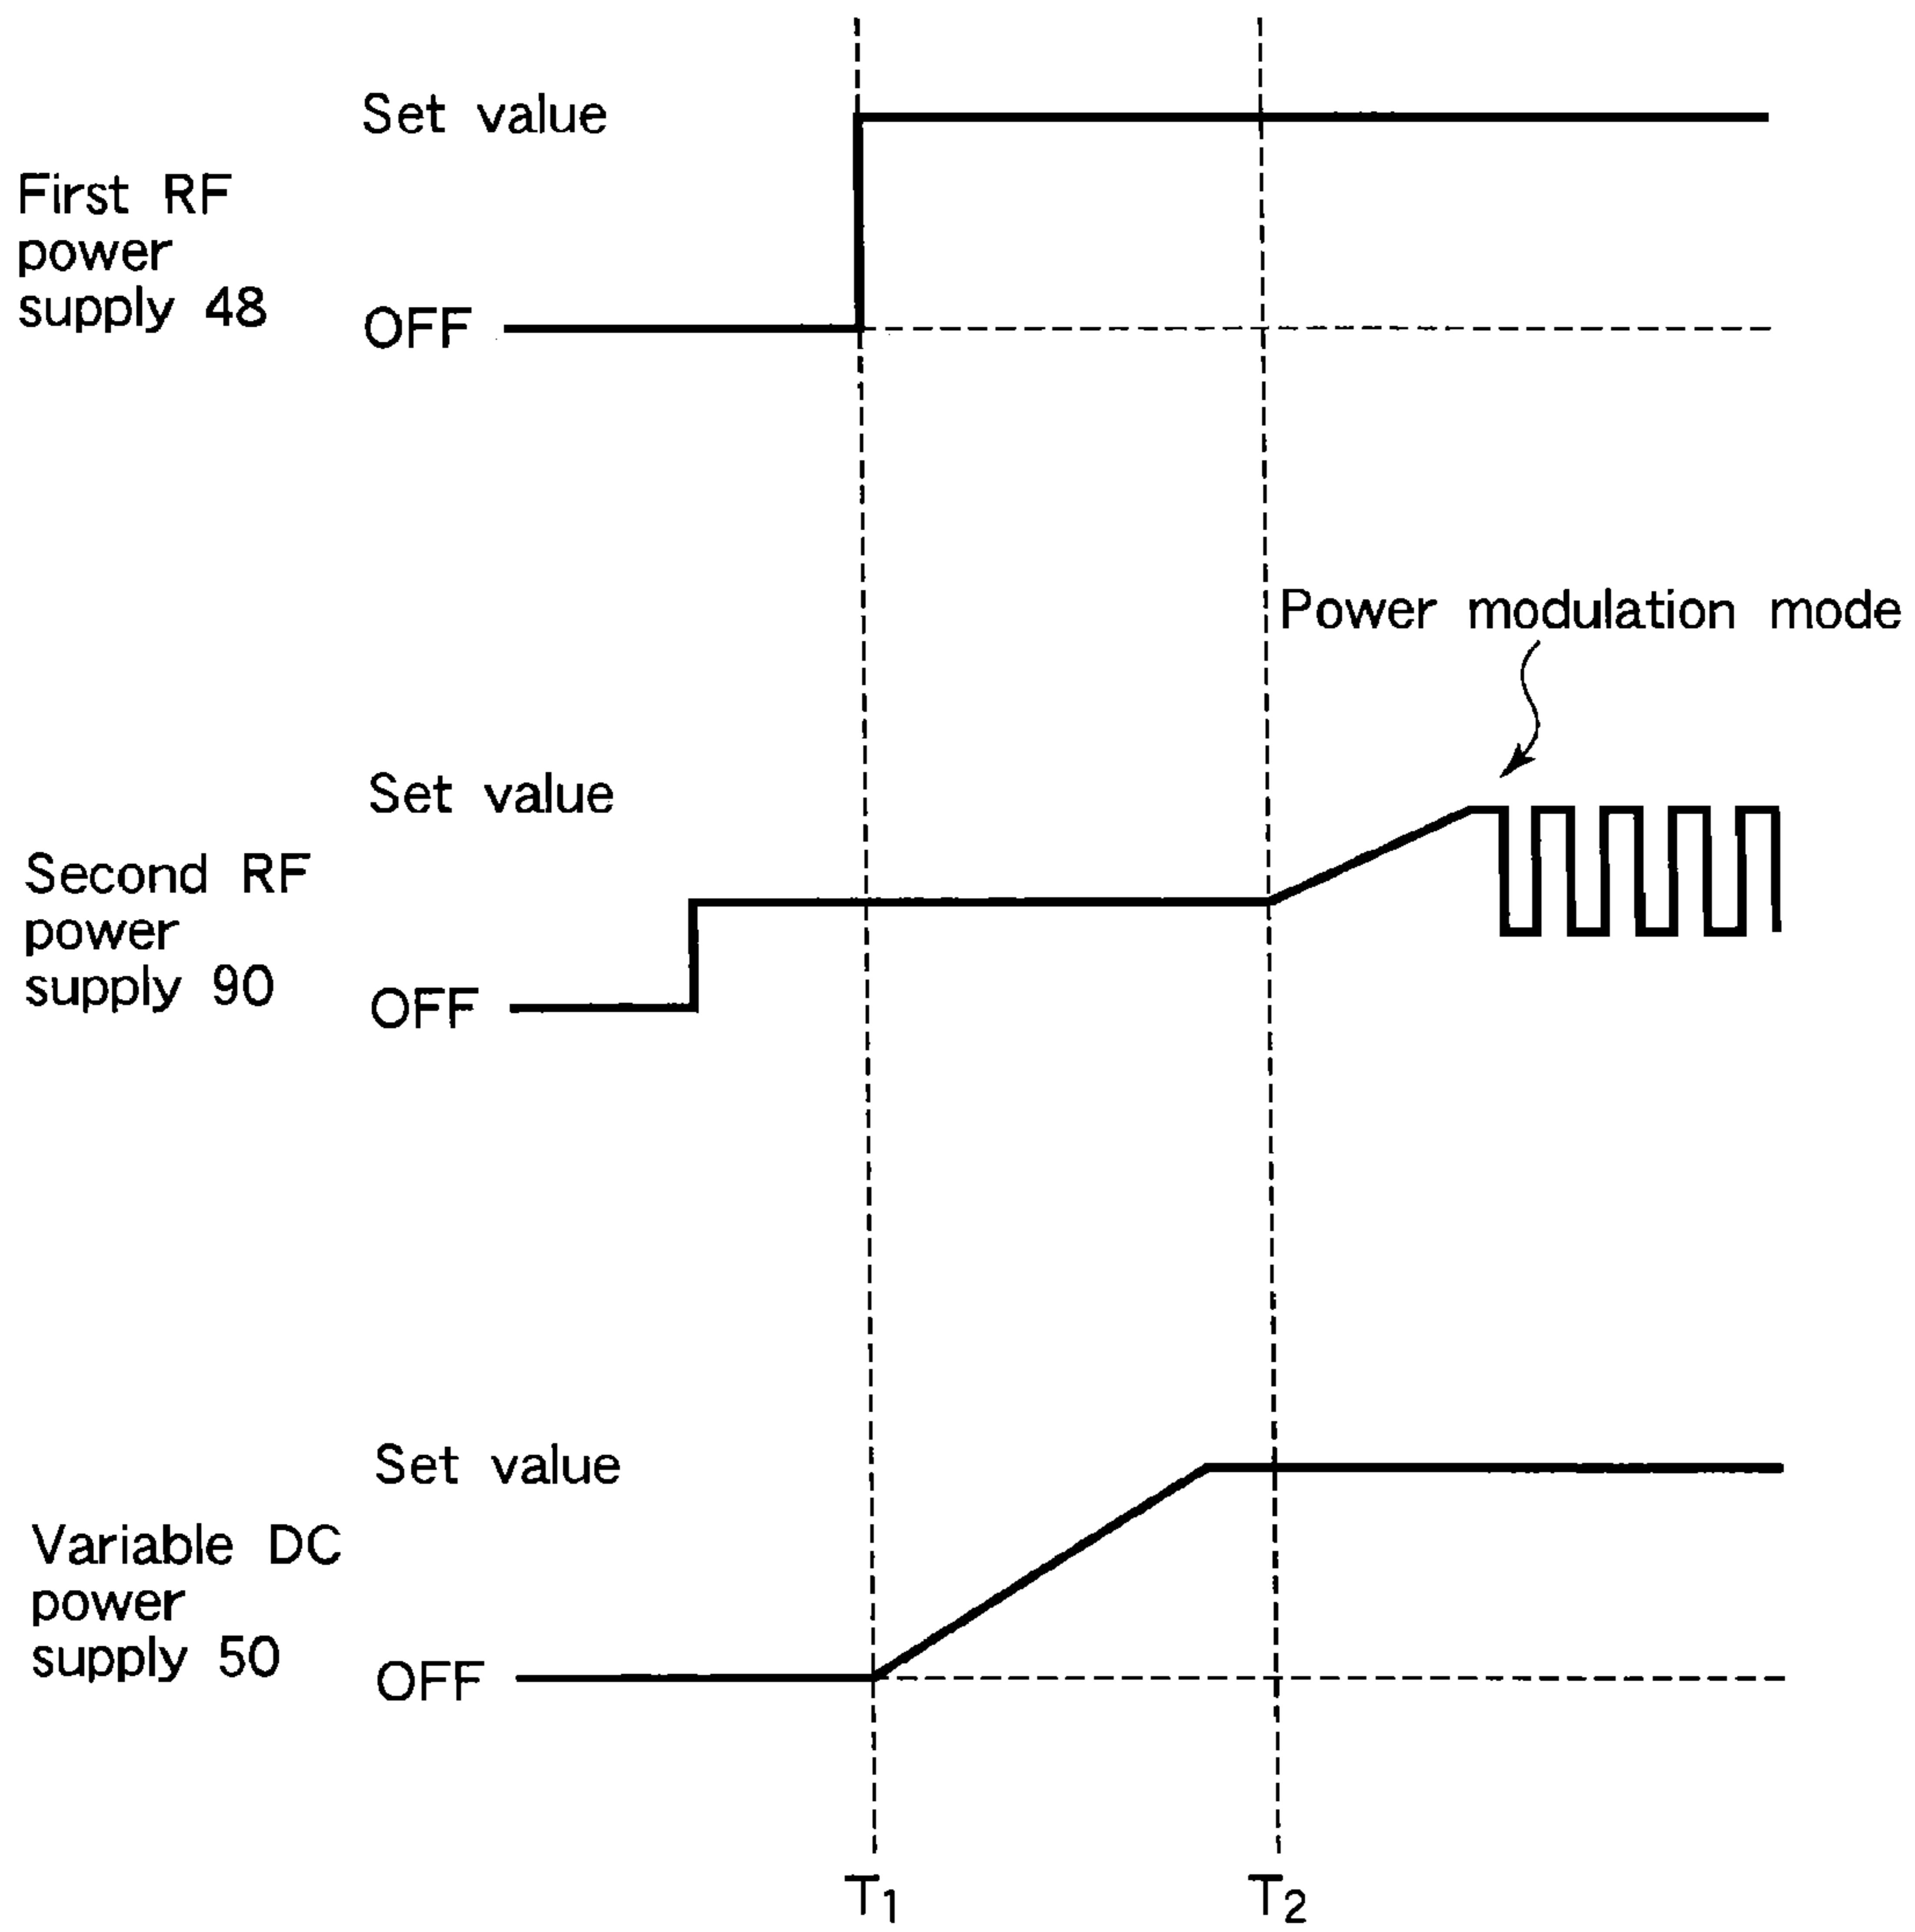 Set value
First RF
power
supply 48
OFF
Power modulation mode
Set value
Second RF
power
supply 90
OFF
Set value
Variable DC
power
supply 50
OFF
T1
T2